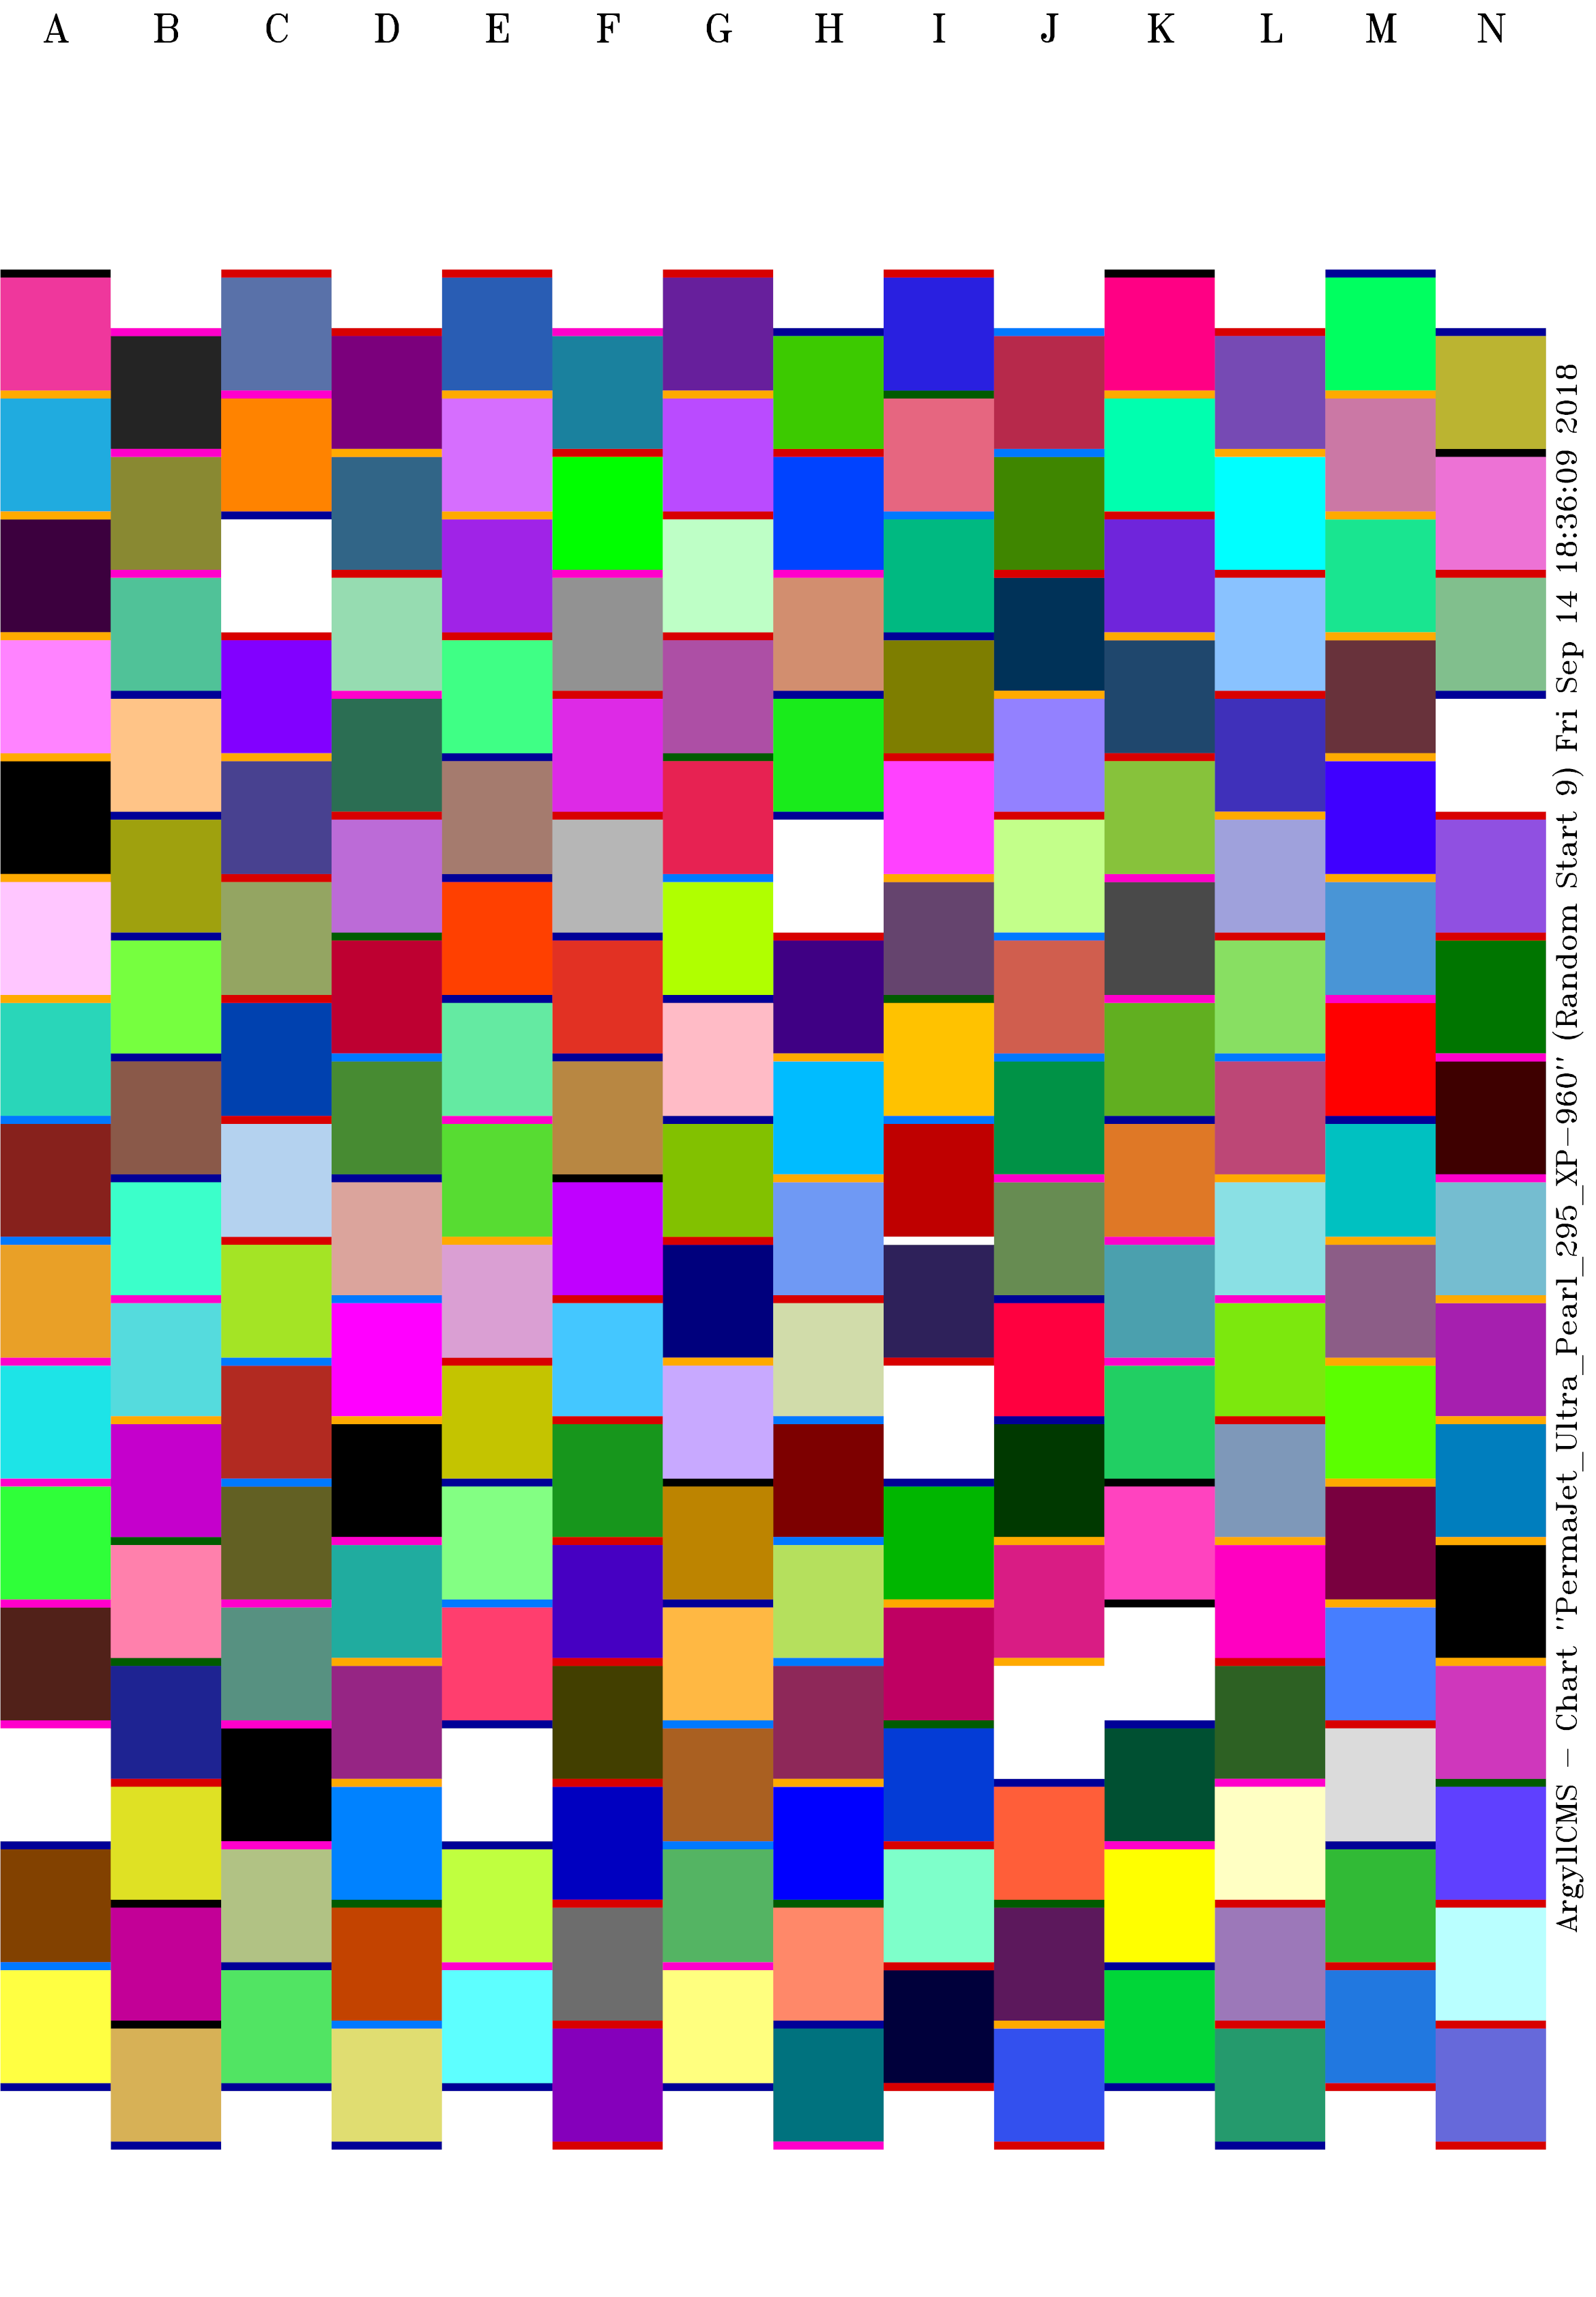 A B C D E F G H I J K L M N
ArgyllCMS − Chart "PermaJet_Ultra_Pearl_295_XP−960" (Random Start 9) Fri Sep 14 18:36:09 2018